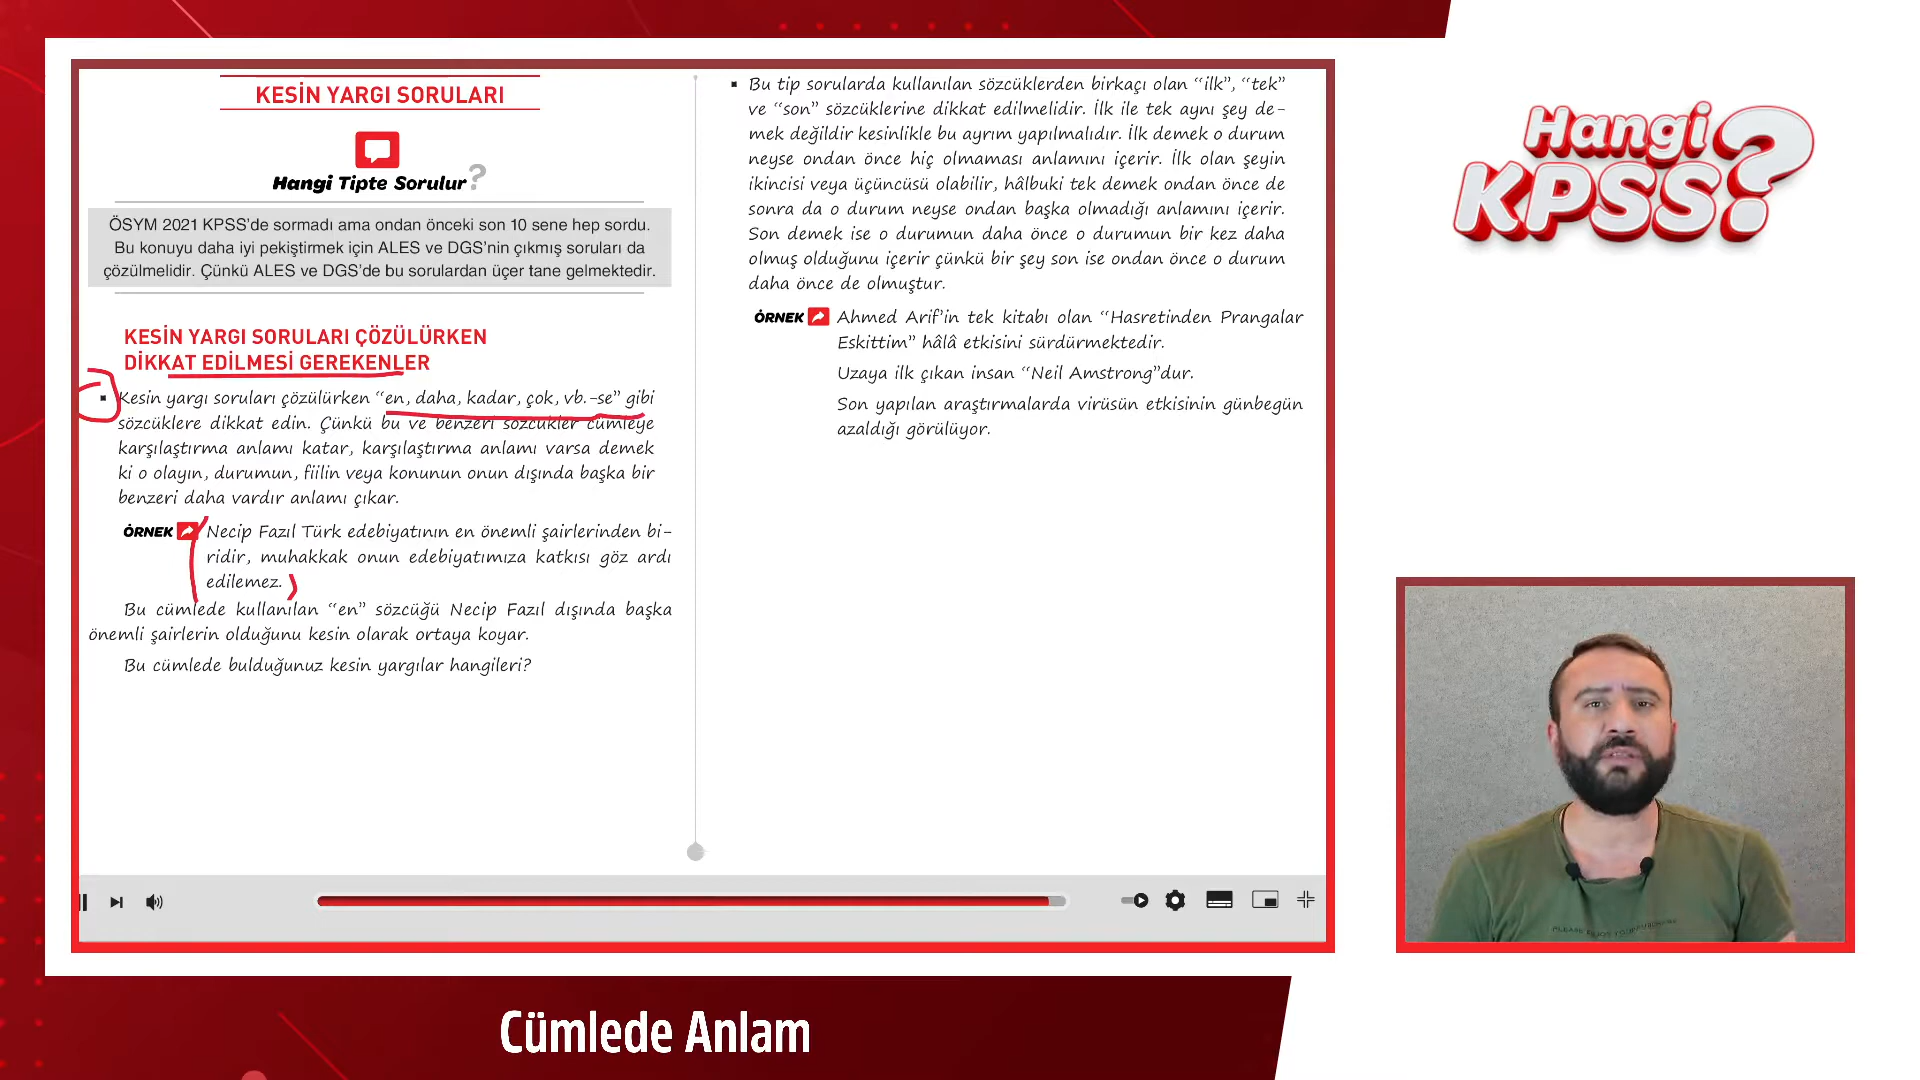 KESİN YARGI SORULARI
Hangi Tipte Sorulur?
ÖSYM 2021 KPSS'de sormadı ama ondan önceki son 10 sene hep sordu.
Bu konuyu daha iyi pekiştirmek için ALES ve DGS'nin çıkmış soruları da
çözülmelidir. Çünkü ALES ve DGS'de bu sorulardan üçer tane gelmektedir.
KESİN YARGI SORULARI ÇÖZÜLÜRKEN
DİKKAT EDİLMESİ GEREKENLER
▪ Kesin yargı soruları çözülürken “en, daha, kadar, çok, vb.-se” gibi
sözcüklere dikkat edin. Çünkü bu ve benzeri sözcükler cümleye
karşılaştırma anlamı katar, karşılaştırma anlamı varsa demek
ki o olayın, durumun, fiilin veya konunun onun dışında başka bir
benzeri daha vardır anlamı çıkar.
ÖRNEK Necip Fazıl Türk edebiyatının en önemli şairlerinden bi-
ridir, muhakkak onun edebiyatımıza katkısı göz ardı
edilemez.
Bu cümlede kullanılan “en” sözcüğü Necip Fazıl dışında başka
önemli şairlerin olduğunu kesin olarak ortaya koyar.
Bu cümlede bulduğunuz kesin yargılar hangileri?
▪ Bu tip sorularda kullanılan sözcüklerden birkaçı olan “ilk”, “tek”
ve “son” sözcüklerine dikkat edilmelidir. İlk ile tek aynı şey de-
mek değildir kesinlikle bu ayrım yapılmalıdır. İlk demek o durum
neyse ondan önce hiç olmaması anlamını içerir. İlk olan şeyin
ikincisi veya üçüncüsü olabilir, hâlbuki tek demek ondan önce de
sonra da o durum neyse ondan başka olmadığı anlamını içerir.
Son demek ise o durumun daha önce o durumun bir kez daha
olmuş olduğunu içerir çünkü bir şey son ise ondan önce o durum
daha önce de olmuştur.
ÖRNEK Ahmed Arif'in tek kitabı olan “Hasretinden Prangalar
Eskittim” hâlâ etkisini sürdürmektedir.
Uzaya ilk çıkan insan “Neil Amstrong”dur.
Son yapılan araştırmalarda virüsün etkisinin günbegün
azaldığı görülüyor.
Hangi
KPSS?
Cümlede Anlam